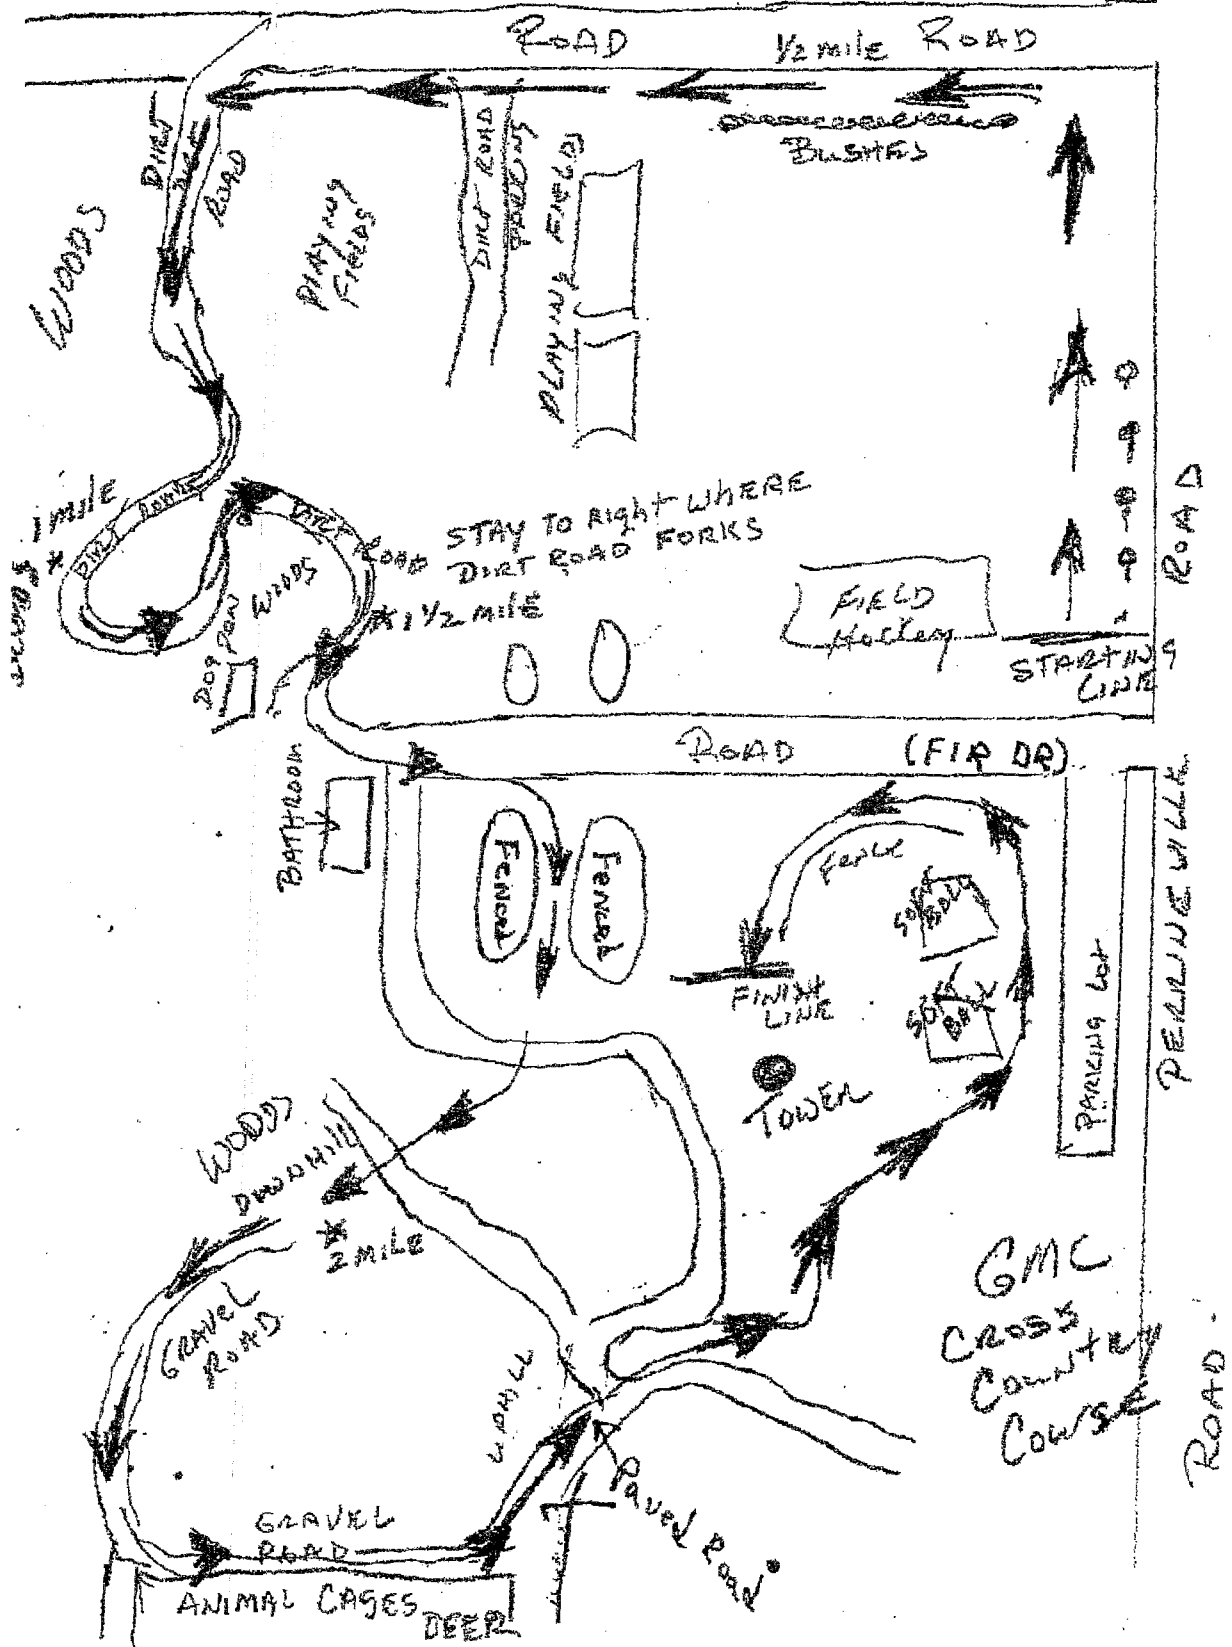 ROAD
1/2 MILE ROAD
DIRT
DIRT
ROAD
WOODS
PLAYING
FIELDS
DIRT ROAD
PLAYING FIELDS
BUSHES
1 MILE
*
DIRT
WOODS
DIRT ROAD
STAY TO RIGHT WHERE
DIRT ROAD FORKS
* 1 1/2 MILE
WOODS
DOG PEN
FIELD
Hockey
STARTING
LINE
ROAD
ROAD (FIR DR)
BATHROOM
Fenced
Fenced
FENCE
SOFT
BALL
SOFT
BALL
FINISH
LINE
TOWER
PARKING Lot
PERRINEVILLE
ROAD
WOODS
DOWNHILL
*
2 MILE
GRAVEL
ROAD
UPHILL
GMC
CROSS
COUNTRY
COURSE
Paved Road
GRAVEL
ROAD
ANIMAL CAGES
DEER